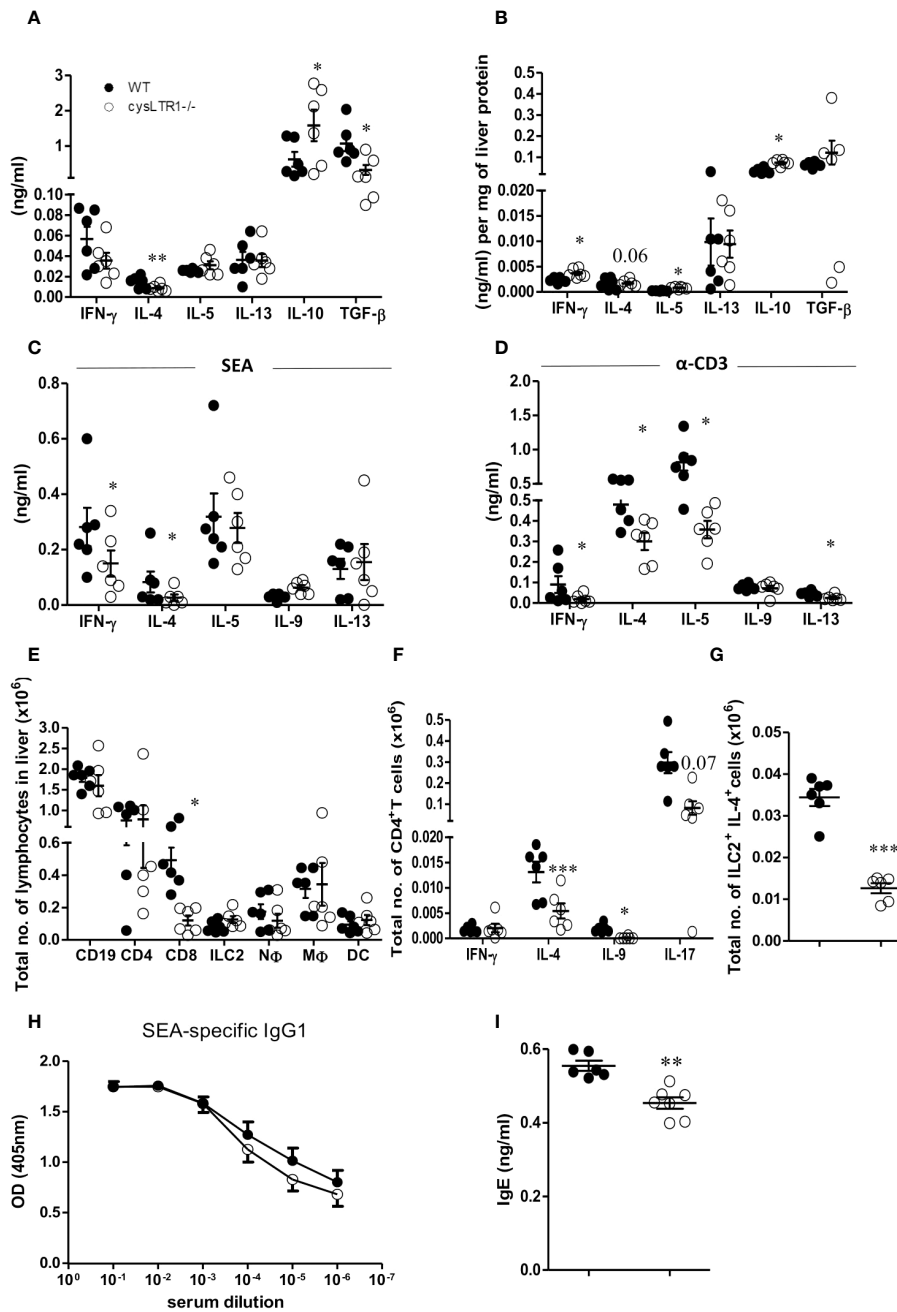 A
(ng/ml)
3
2
1
0.10
0.08
0.06
0.04
0.02
0.00
WT
cysLTR1-/-
**
*
*
IFN-γ IL-4 IL-5 IL-13 IL-10 TGF-β
B
(ng/ml) per mg of liver protein
0.5
0.4
0.3
0.2
0.1
0.020
0.015
0.010
0.005
0.000
*
0.06
*
*
IFN-γ IL-4 IL-5 IL-13 IL-10 TGF-β
C
SEA
(ng/ml)
0.8
0.6
0.4
0.2
0.0
*
*
IFN-γ IL-4 IL-5 IL-9 IL-13
D
α-CD3
(ng/ml)
2.0
1.5
1.0
0.5
0.5
0.4
0.3
0.2
0.1
0.0
*
*
*
*
IFN-γ IL-4 IL-5 IL-9 IL-13
E
Total no. of lymphocytes in liver (x10⁶)
3.0
2.5
2.0
1.5
1.0
0.6
0.4
0.2
0.0
*
CD19 CD4 CD8 ILC2 NΦ MΦ DC
F
Total no. of CD4⁺T cells (x10⁶)
0.5
0.4
0.3
0.2
0.1
0.020
0.015
0.010
0.005
0.000
***
*
0.07
IFN-γ IL-4 IL-9 IL-17
G
Total no. of ILC2⁺ IL-4⁺cells (x10⁶)
0.05
0.04
0.03
0.01
0.00
***
H
SEA-specific IgG1
OD (405nm)
2.0
1.5
1.0
0.5
0.0
10⁰ 10⁻¹ 10⁻² 10⁻³ 10⁻⁴ 10⁻⁵ 10⁻⁶ 10⁻⁷
serum dilution
I
IgE (ng/ml)
0.6
0.4
0.2
0.0
**